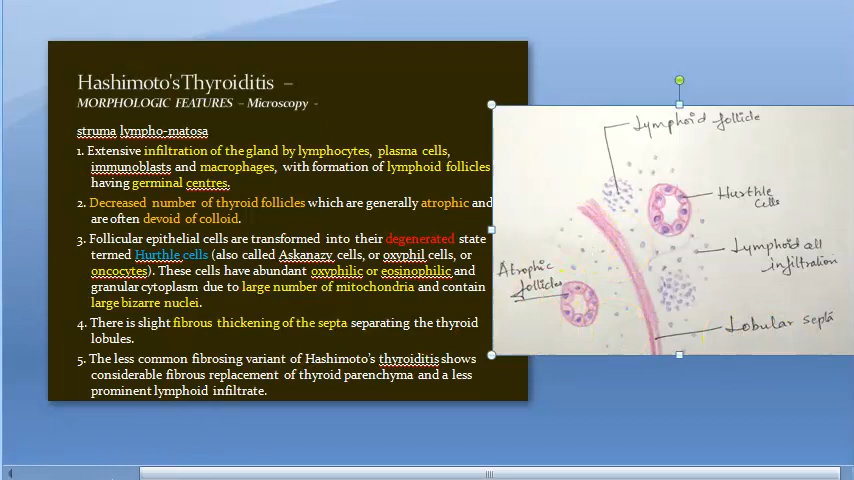 Hashimoto'sThyroiditis –
MORPHOLOGIC FEATURES – Microscopy -
struma lympho-matosa
1. Extensive infiltration of the gland by lymphocytes, plasma cells,
immunoblasts and macrophages, with formation of lymphoid follicles
having germinal centres.
2. Decreased number of thyroid follicles which are generally atrophic and
are often devoid of colloid.
3. Follicular epithelial cells are transformed into their degenerated state
termed Hurthle cells (also called Askanazy cells, or oxyphil cells, or
oncocytes). These cells have abundant oxyphilic or eosinophilic and
granular cytoplasm due to large number of mitochondria and contain
large bizarre nuclei.
4. There is slight fibrous thickening of the septa separating the thyroid
lobules.
5. The less common fibrosing variant of Hashimoto's thyroiditis shows
considerable fibrous replacement of thyroid parenchyma and a less
prominent lymphoid infiltrate.
Lymphoid follicle
Hurthle
Cells
Lymphoid cell
infiltration
Atrophic
follicles
Lobular septa